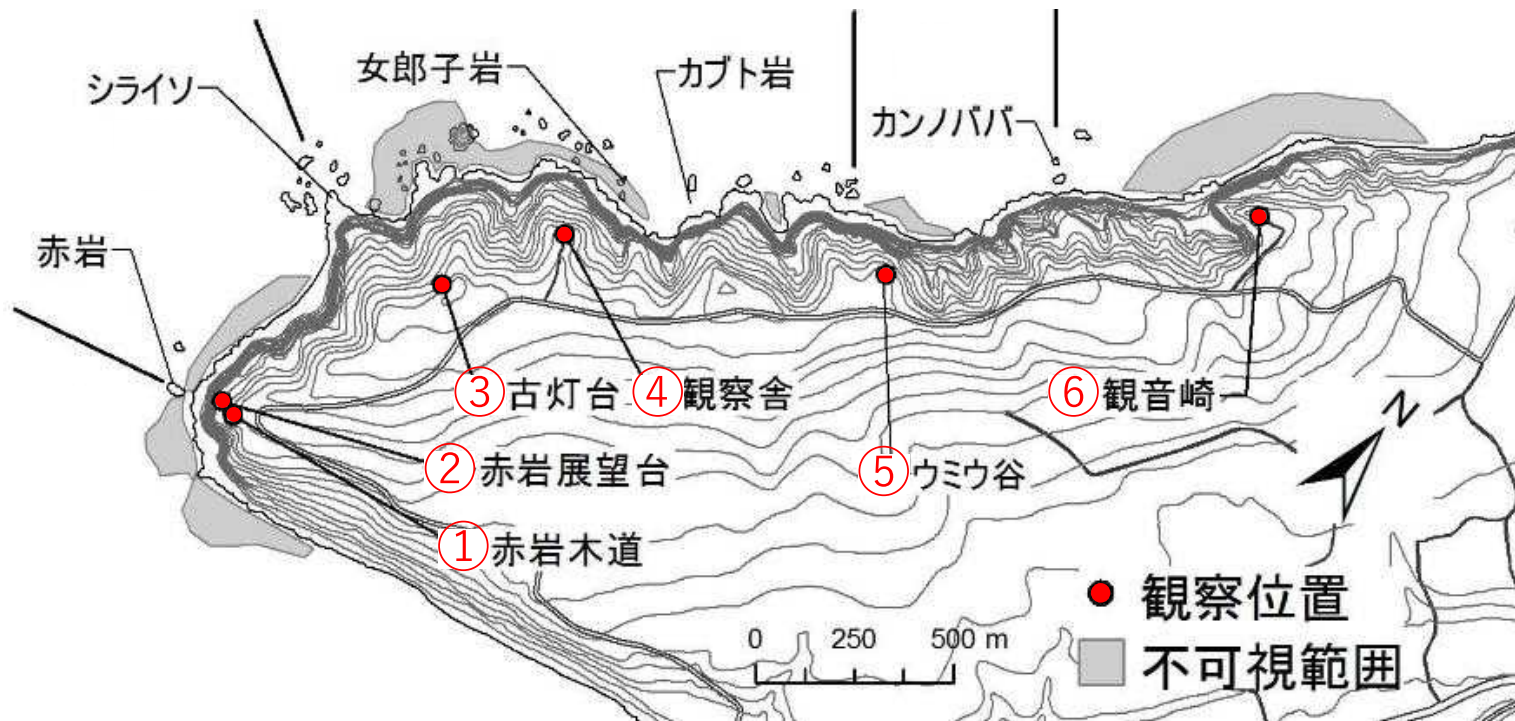 女郎子岩
カブト岩
シライソ
カンノババ
赤岩
N
③古灯台
④観察舎
⑥観音崎
②赤岩展望台
⑤ウミウ谷
①赤岩木道
観察位置
0 250 500 m
不可視範囲